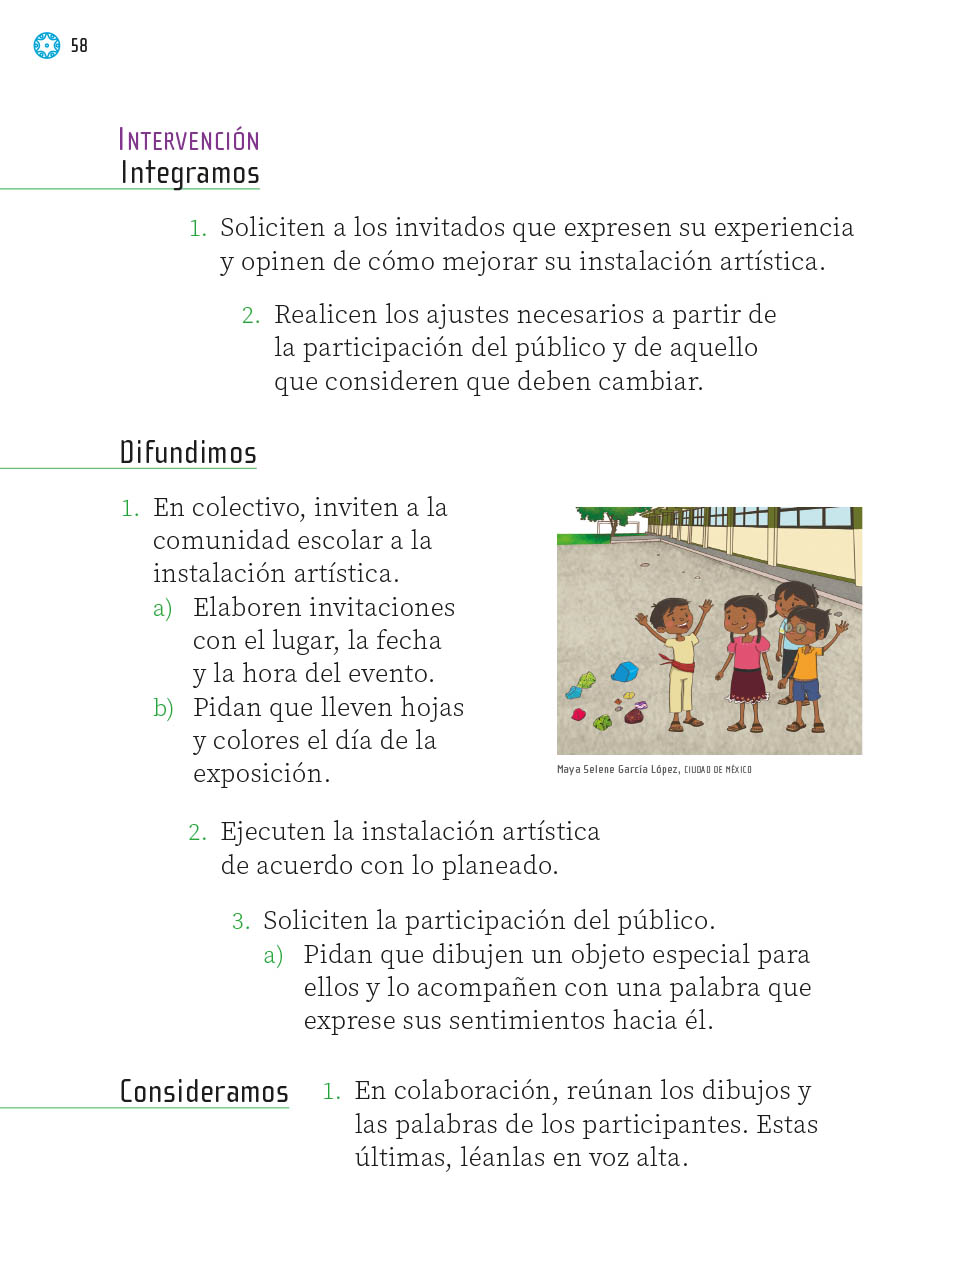 58
INTERVENCIÓN
Integramos
1. Soliciten a los invitados que expresen su experiencia
y opinen de cómo mejorar su instalación artística.
2. Realicen los ajustes necesarios a partir de
la participación del público y de aquello
que consideren que deben cambiar.
Difundimos
1. En colectivo, inviten a la
comunidad escolar a la
instalación artística.
a) Elaboren invitaciones
con el lugar, la fecha
y la hora del evento.
b) Pidan que lleven hojas
y colores el día de la
exposición.
Maya Selene García López, CIUDAD DE MÉXICO
2. Ejecuten la instalación artística
de acuerdo con lo planeado.
3. Soliciten la participación del público.
a) Pidan que dibujen un objeto especial para
ellos y lo acompañen con una palabra que
exprese sus sentimientos hacia él.
Consideramos
1. En colaboración, reúnan los dibujos y
las palabras de los participantes. Estas
últimas, léanlas en voz alta.